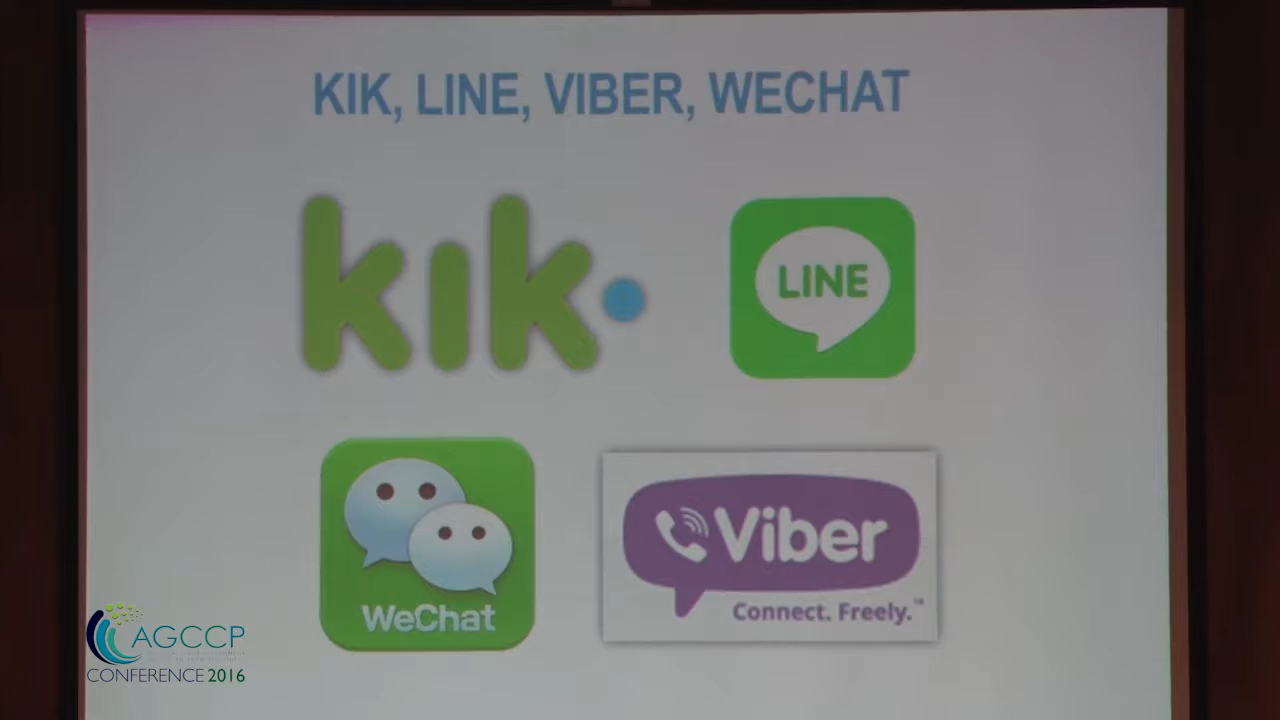 KIK, LINE, VIBER, WECHAT
kik
LINE
WeChat
Viber
Connect. Freely.™
AGCCP
CONFERENCE 2016